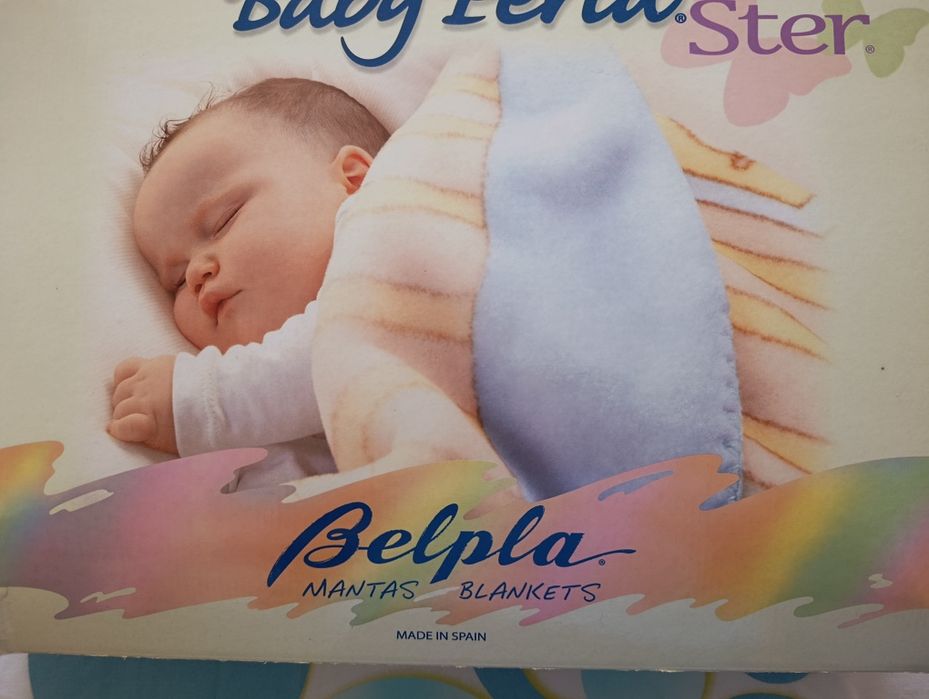 Baby Perla® Ster®
Belpla®
MANTAS BLANKETS
MADE IN SPAIN